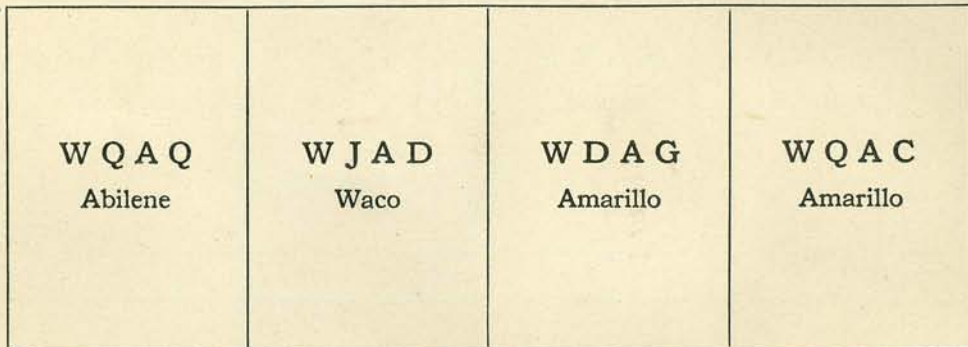 W Q A Q W J A D W D A G W Q A C
Abilene Waco Amarillo Amarillo